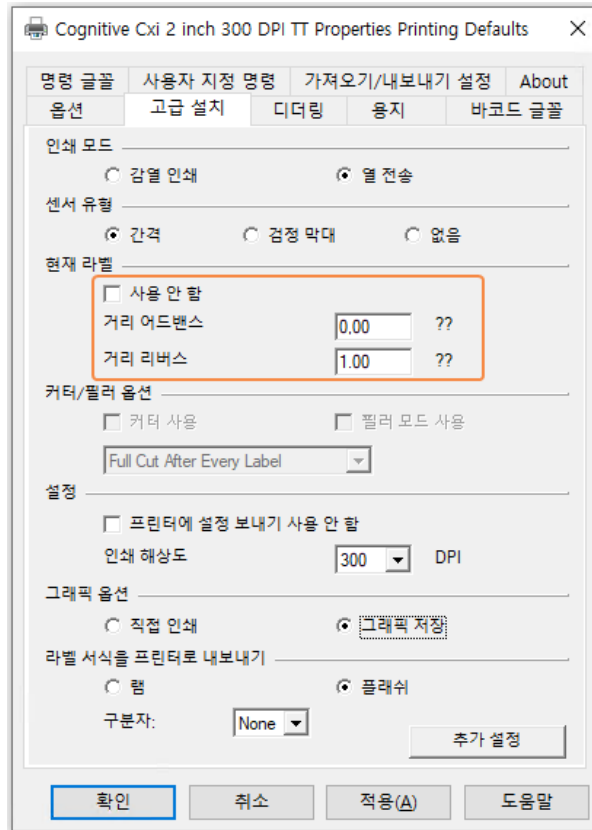 Cognitive Cxi 2 inch 300 DPI TT Properties Printing Defaults
명령 글꼴 사용자 지정 명령 가져오기/내보내기 설정 About
옵션 고급 설치 디더링 용지 바코드 글꼴
인쇄 모드
감열 인쇄 열 전송
센서 유형
간격 검정 막대 없음
현재 라벨
사용 안 함
거리 어드밴스 0.00 ??
거리 리버스 1.00 ??
커터/필러 옵션
커터 사용 필러 모드 사용
Full Cut After Every Label
설정
프린터에 설정 보내기 사용 안 함
인쇄 해상도 300 DPI
그래픽 옵션
직접 인쇄 그래픽 저장
라벨 서식을 프린터로 내보내기
램 플래쉬
구분자: None
추가 설정
확인 취소 적용(A) 도움말